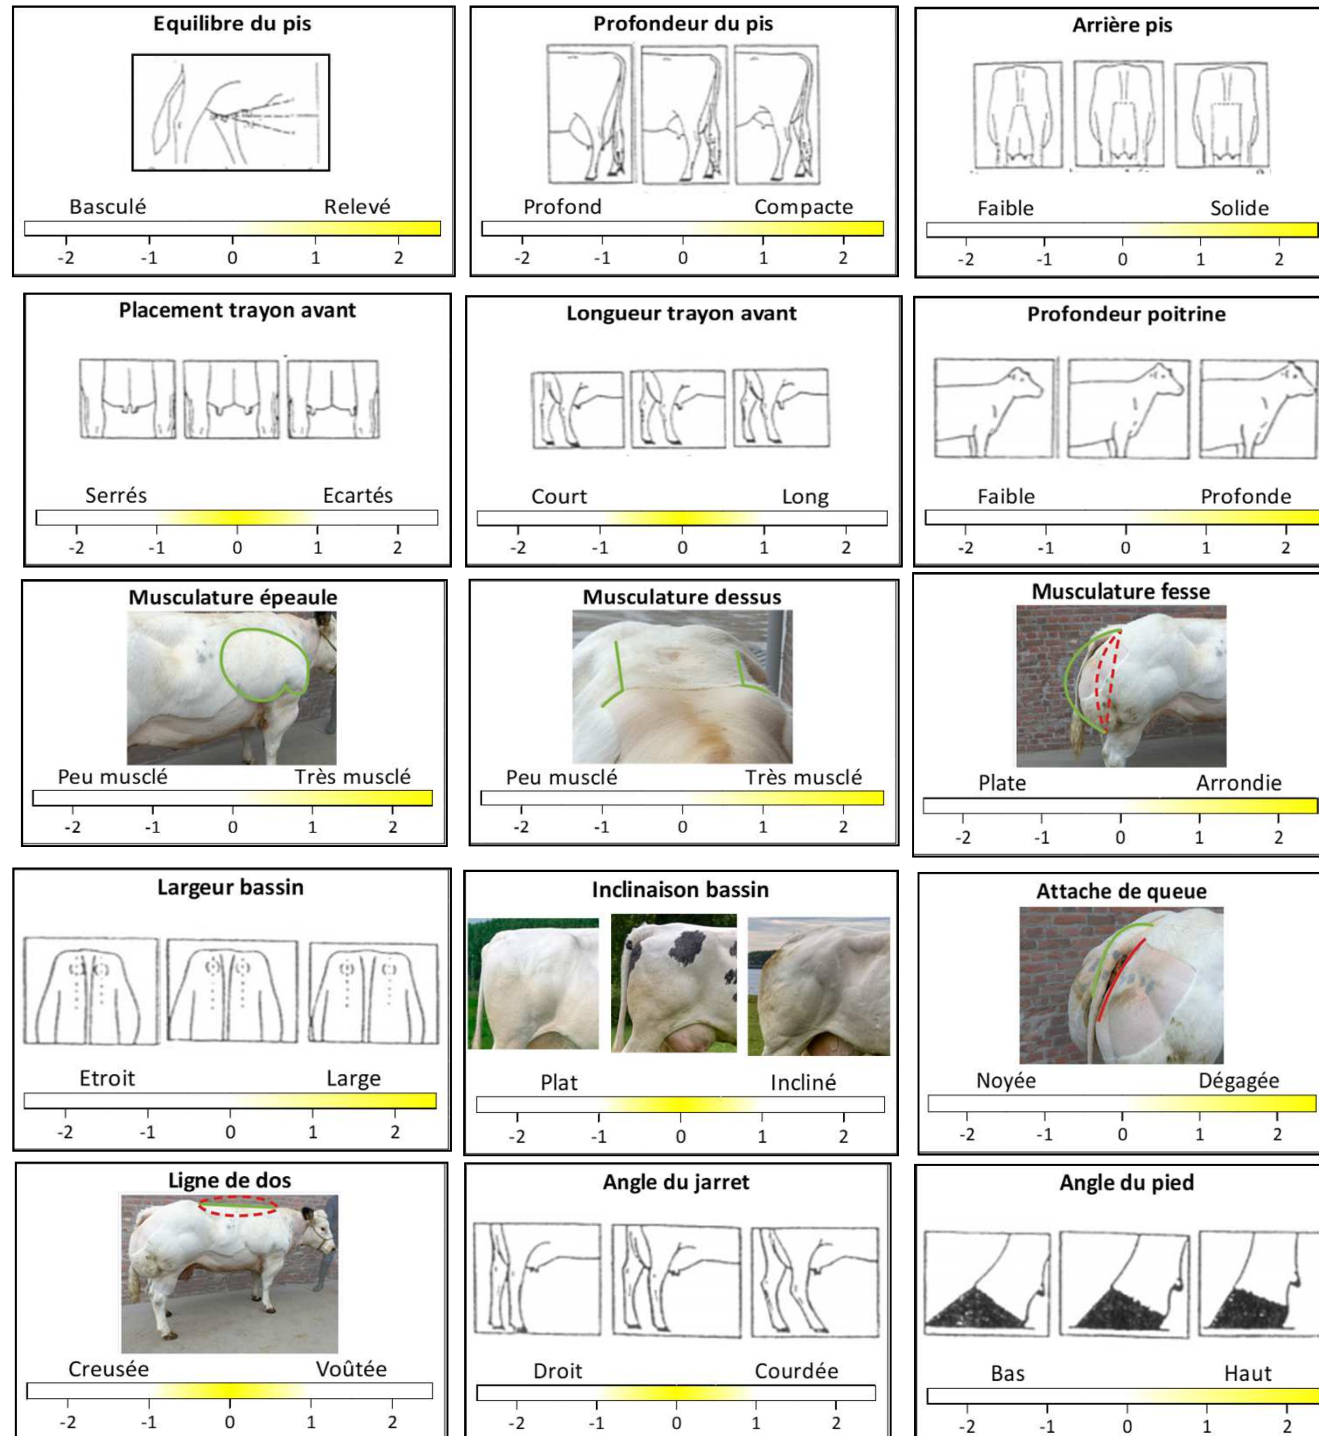 Equilibre du pis
Basculé Relevé
-2 -1 0 1 2
Profondeur du pis
Profond Compacte
-2 -1 0 1 2
Arrière pis
Faible Solide
-2 -1 0 1 2
Placement trayon avant
Serrés Ecartés
-2 -1 0 1 2
Longueur trayon avant
Court Long
-2 -1 0 1 2
Profondeur poitrine
Faible Profonde
-2 -1 0 1 2
Musculature épeaule
Peu musclé Très musclé
-2 -1 0 1 2
Musculature dessus
Peu musclé Très musclé
-2 -1 0 1 2
Musculature fesse
Plate Arrondie
-2 -1 0 1 2
Largeur bassin
Etroit Large
-2 -1 0 1 2
Inclinaison bassin
Plat Incliné
-2 -1 0 1 2
Attache de queue
Noyée Dégagée
-2 -1 0 1 2
Ligne de dos
Creusée Voûtée
-2 -1 0 1 2
Angle du jarret
Droit Courdée
-2 -1 0 1 2
Angle du pied
Bas Haut
-2 -1 0 1 2